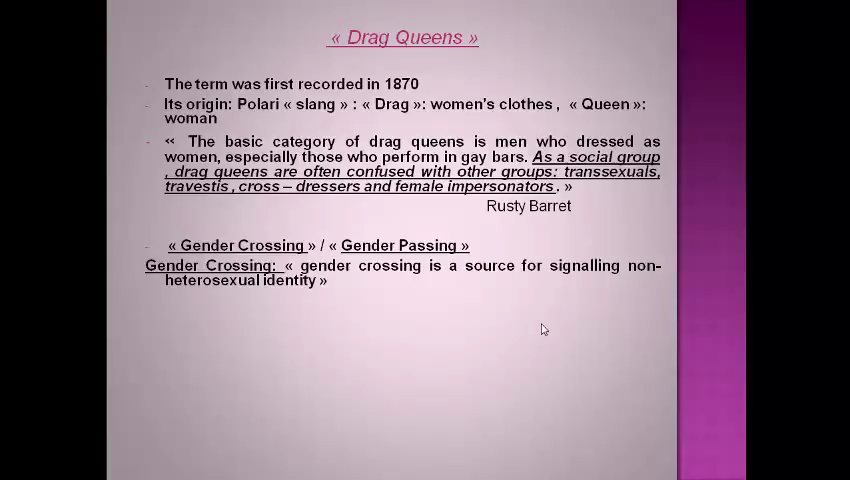 « Drag Queens »
- The term was first recorded in 1870
- Its origin: Polari « slang » : « Drag »: women's clothes , « Queen »:
woman
- « The basic category of drag queens is men who dressed as
women, especially those who perform in gay bars. As a social group
, drag queens are often confused with other groups: transsexuals,
travestis , cross – dressers and female impersonators . »
Rusty Barret
- « Gender Crossing » / « Gender Passing »
Gender Crossing: « gender crossing is a source for signalling non-
heterosexual identity »